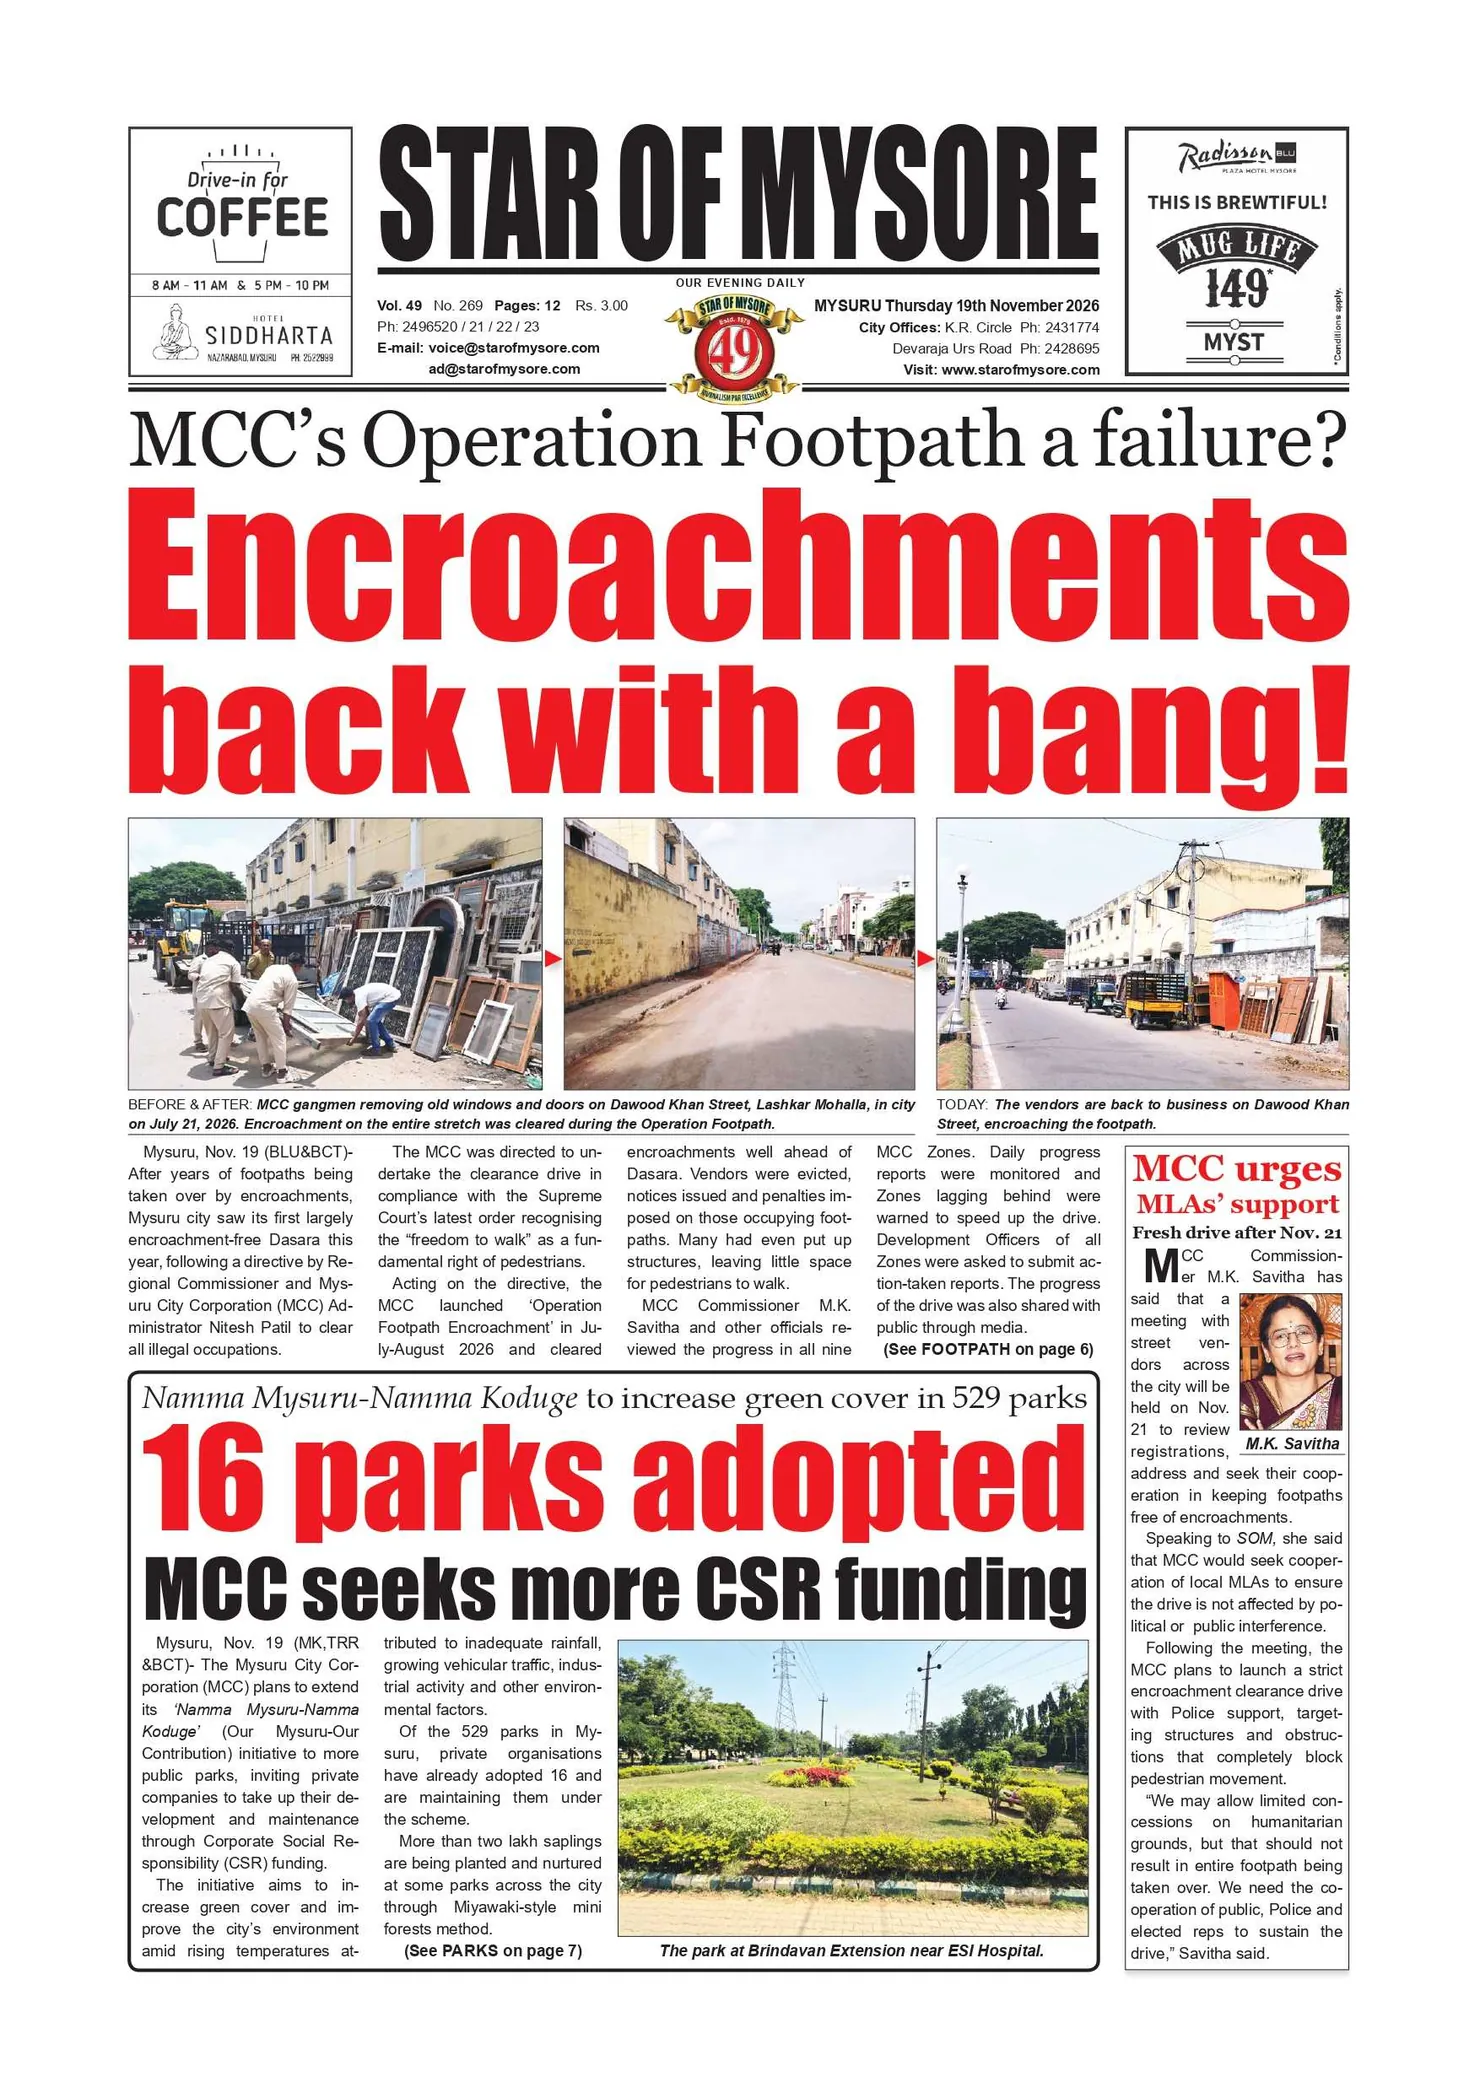 Drive-in for
COFFEE
8 AM - 11 AM & 5 PM - 10 PM
HOTEL
SIDDHARTA
NAZARABAD, MYSURU PH. 2522999
STAR OF MYSORE
OUR EVENING DAILY
Vol. 49 No. 269 Pages: 12 Rs. 3.00
Ph: 2496520 / 21 / 22 / 23
E-mail: voice@starofmysore.com
ad@starofmysore.com
STAR OF MYSORE
Estd. 1978
49
JOURNALISM PAR EXCELLENCE
MYSURU Thursday 19th November 2026
City Offices: K.R. Circle Ph: 2431774
Devaraja Urs Road Ph: 2428695
Visit: www.starofmysore.com
Radisson BLU
PLAZA HOTEL MYSORE
THIS IS BREWTIFUL!
MUG LIFE
149*
MYST
*Conditions apply.
MCC’s Operation Footpath a failure?
Encroachments
back with a bang!
BEFORE & AFTER: MCC gangmen removing old windows and doors on Dawood Khan Street, Lashkar Mohalla, in city
on July 21, 2026. Encroachment on the entire stretch was cleared during the Operation Footpath.
TODAY: The vendors are back to business on Dawood Khan
Street, encroaching the footpath.
Mysuru, Nov. 19 (BLU&BCT)-
After years of footpaths being
taken over by encroachments,
Mysuru city saw its first largely
encroachment-free Dasara this
year, following a directive by Re-
gional Commissioner and Mys-
uru City Corporation (MCC) Ad-
ministrator Nitesh Patil to clear
all illegal occupations.
The MCC was directed to un-
dertake the clearance drive in
compliance with the Supreme
Court’s latest order recognising
the “freedom to walk” as a fun-
damental right of pedestrians.
Acting on the directive, the
MCC launched ‘Operation
Footpath Encroachment’ in Ju-
ly-August 2026 and cleared
encroachments well ahead of
Dasara. Vendors were evicted,
notices issued and penalties im-
posed on those occupying foot-
paths. Many had even put up
structures, leaving little space
for pedestrians to walk.
MCC Commissioner M.K.
Savitha and other officials re-
viewed the progress in all nine
MCC Zones. Daily progress
reports were monitored and
Zones lagging behind were
warned to speed up the drive.
Development Officers of all
Zones were asked to submit ac-
tion-taken reports. The progress
of the drive was also shared with
public through media.
(See FOOTPATH on page 6)
MCC urges
MLAs’ support
Fresh drive after Nov. 21
MCC Commission-
er M.K. Savitha has
said that a
meeting with
street ven-
dors across
the city will be
held on Nov.
21 to review
registrations,
M.K. Savitha
address and seek their coop-
eration in keeping footpaths
free of encroachments.
Speaking to SOM, she said
that MCC would seek cooper-
ation of local MLAs to ensure
the drive is not affected by po-
litical or public interference.
Following the meeting, the
MCC plans to launch a strict
encroachment clearance drive
with Police support, target-
ing structures and obstruc-
tions that completely block
pedestrian movement.
“We may allow limited con-
cessions on humanitarian
grounds, but that should not
result in entire footpath being
taken over. We need the co-
operation of public, Police and
elected reps to sustain the
drive,” Savitha said.
Namma Mysuru-Namma Koduge to increase green cover in 529 parks
16 parks adopted
MCC seeks more CSR funding
Mysuru, Nov. 19 (MK,TRR
&BCT)- The Mysuru City Cor-
poration (MCC) plans to extend
its ‘Namma Mysuru-Namma
Koduge’ (Our Mysuru-Our
Contribution) initiative to more
public parks, inviting private
companies to take up their de-
velopment and maintenance
through Corporate Social Re-
sponsibility (CSR) funding.
The initiative aims to in-
crease green cover and im-
prove the city’s environment
amid rising temperatures at-
tributed to inadequate rainfall,
growing vehicular traffic, indus-
trial activity and other environ-
mental factors.
Of the 529 parks in My-
suru, private organisations
have already adopted 16 and
are maintaining them under
the scheme.
More than two lakh saplings
are being planted and nurtured
at some parks across the city
through Miyawaki-style mini
forests method.
(See PARKS on page 7)
The park at Brindavan Extension near ESI Hospital.